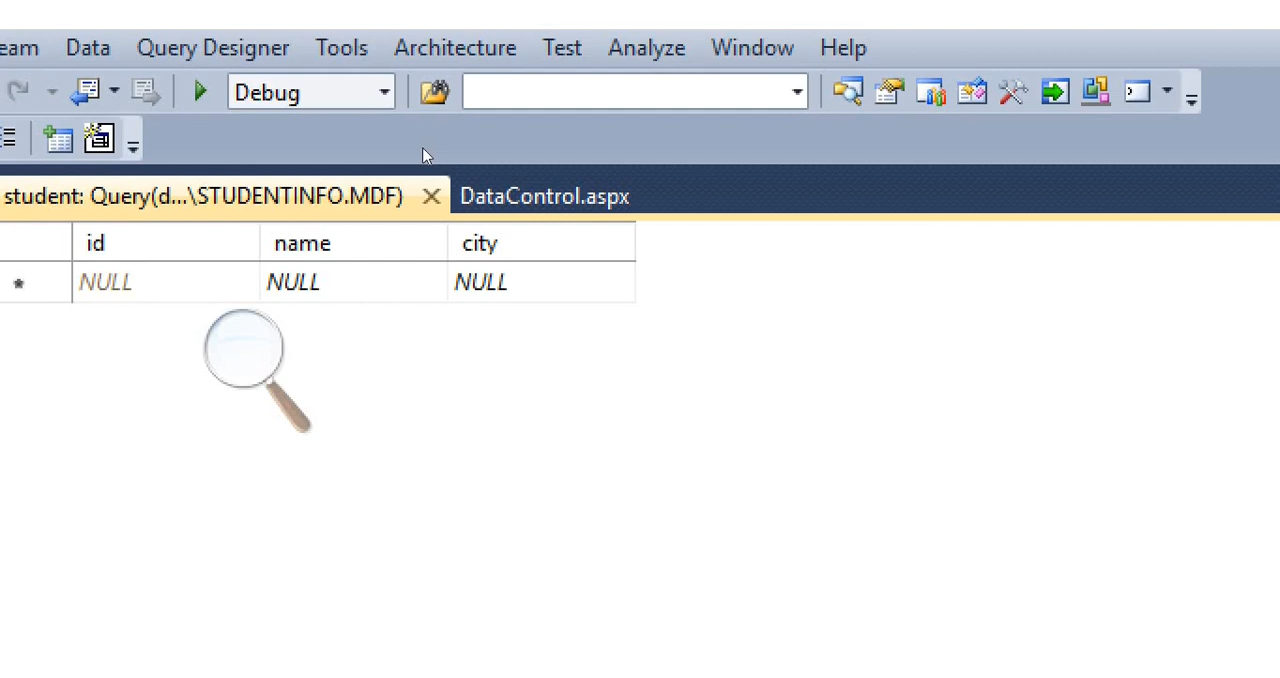 eam Data Query Designer Tools Architecture Test Analyze Window Help
Debug
student: Query(d...\STUDENTINFO.MDF) DataControl.aspx
id name city
NULL NULL NULL